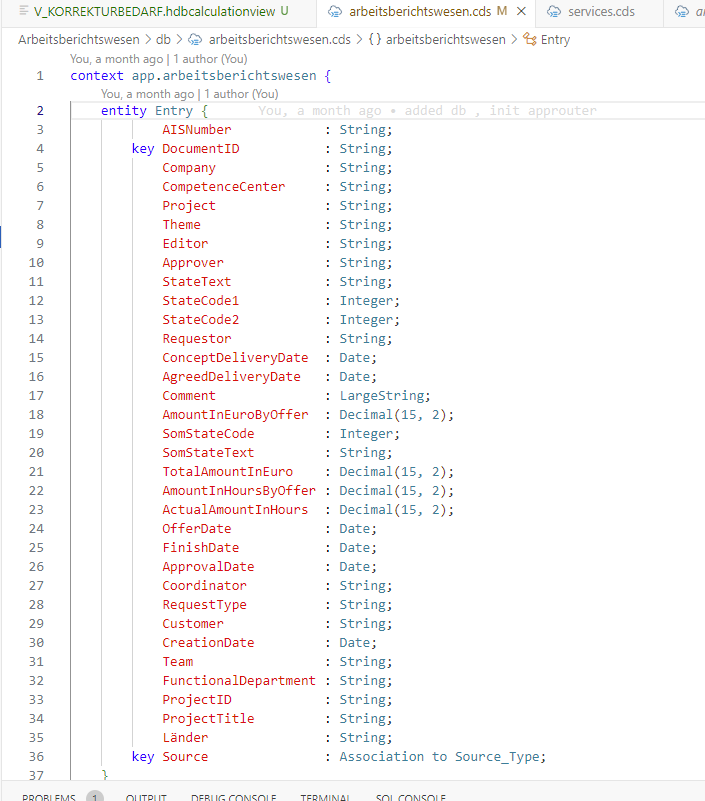 V_KORREKTURBEDARF.hdbcalculationview U
arbeitsberichtswesen.cds M
services.cds
Arbeitsberichtswesen > db > arbeitsberichtswesen.cds > {} arbeitsberichtswesen > Entry
You, a month ago | 1 author (You)
1 context app.arbeitsberichtswesen {
You, a month ago | 1 author (You)
2 entity Entry { You, a month ago • added db , init approuter
3 AISNumber : String;
4 key DocumentID : String;
5 Company : String;
6 CompetenceCenter : String;
7 Project : String;
8 Theme : String;
9 Editor : String;
10 Approver : String;
11 StateText : String;
12 StateCode1 : Integer;
13 StateCode2 : Integer;
14 Requestor : String;
15 ConceptDeliveryDate : Date;
16 AgreedDeliveryDate : Date;
17 Comment : LargeString;
18 AmountInEuroByOffer : Decimal(15, 2);
19 SomStateCode : Integer;
20 SomStateText : String;
21 TotalAmountInEuro : Decimal(15, 2);
22 AmountInHoursByOffer : Decimal(15, 2);
23 ActualAmountInHours : Decimal(15, 2);
24 OfferDate : Date;
25 FinishDate : Date;
26 ApprovalDate : Date;
27 Coordinator : String;
28 RequestType : String;
29 Customer : String;
30 CreationDate : Date;
31 Team : String;
32 FunctionalDepartment : String;
33 ProjectID : String;
34 ProjectTitle : String;
35 Länder : String;
36 key Source : Association to Source_Type;
37 }
PROBLEMS 1 OUTPUT DEBUG CONSOLE TERMINAL SQL CONSOLE